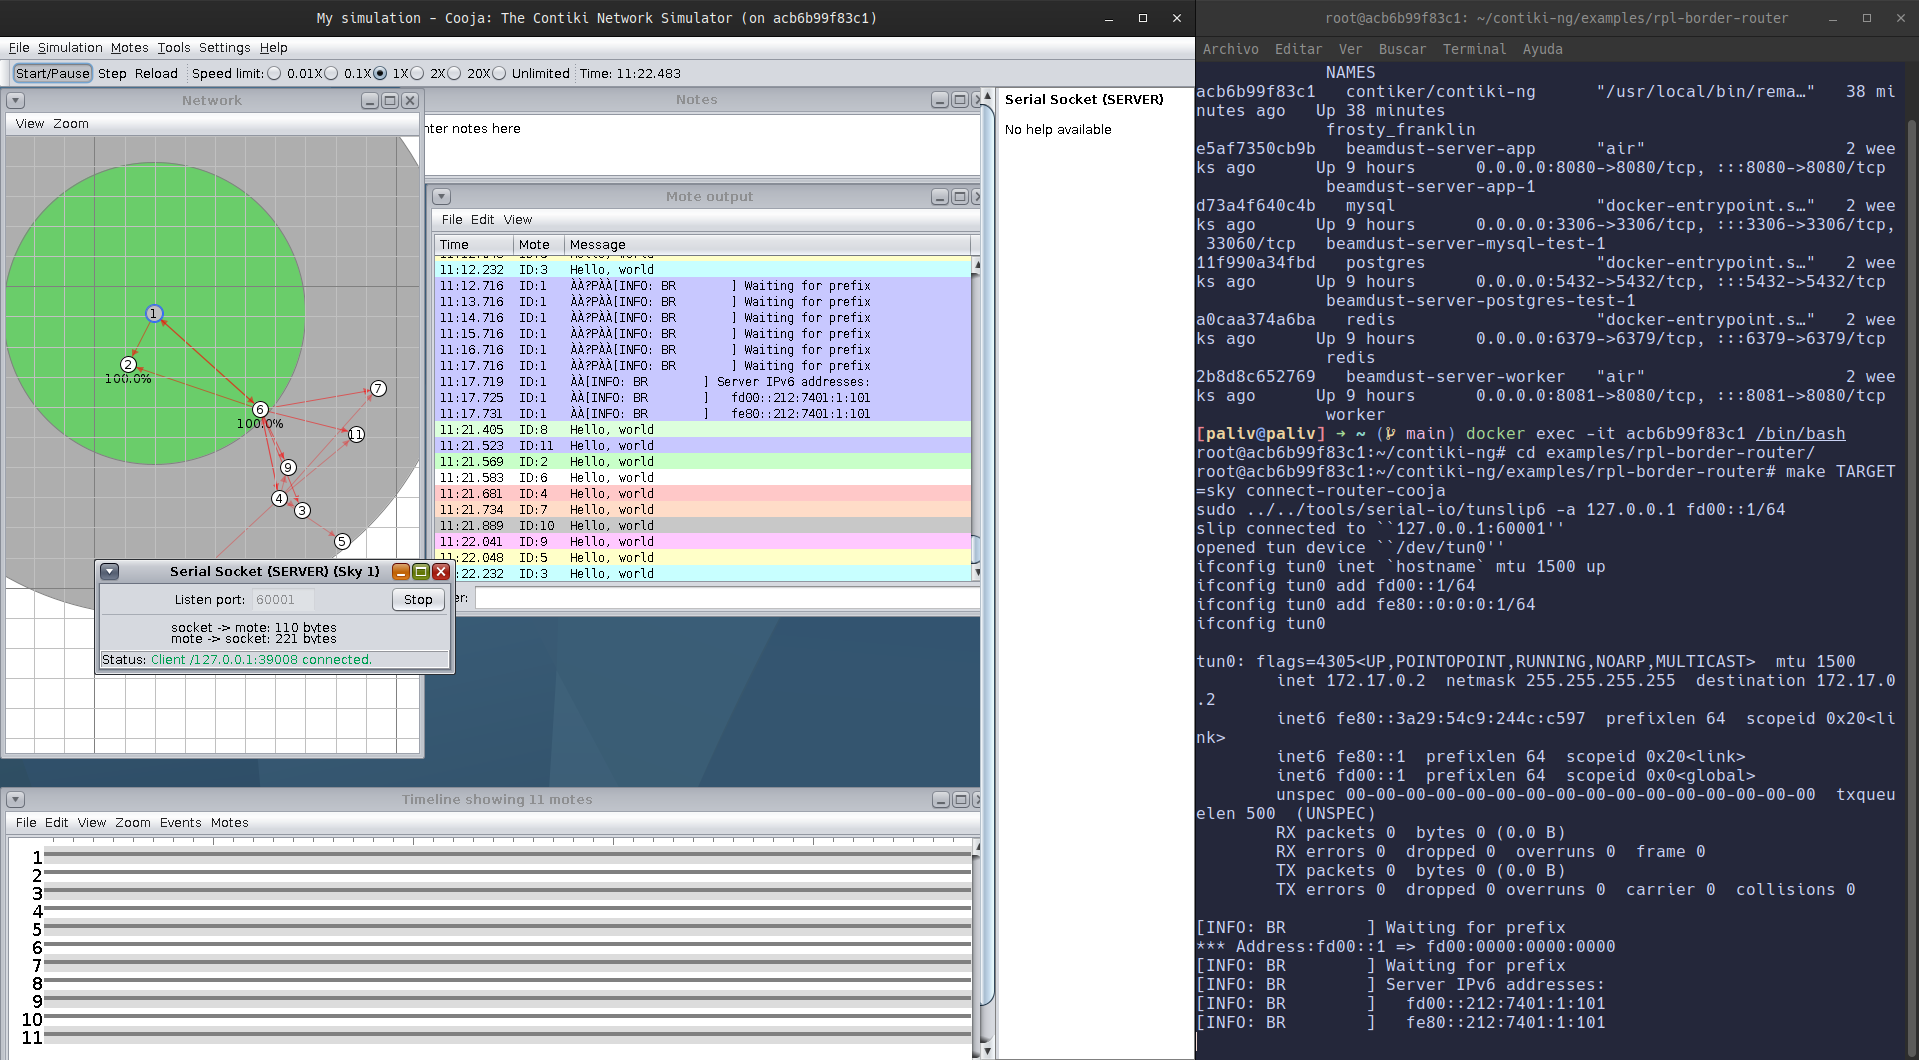 My simulation - Cooja: The Contiki Network Simulator (on acb6b99f83c1)
File Simulation Motes Tools Settings Help
Start/Pause Step Reload Speed limit: 0.01X 0.1X 1X 2X 20X Unlimited Time: 11:22.483
Network
View Zoom
1
2
100.0%
6
100.0%
7
11
9
4
3
5
Notes
nter notes here
Serial Socket (SERVER)
No help available
Mote output
File Edit View
Time Mote Message
11:12.232 ID:3 Hello, world
11:12.716 ID:1 ÀÀ?PÀÀ[INFO: BR ] Waiting for prefix
11:13.716 ID:1 ÀÀ?PÀÀ[INFO: BR ] Waiting for prefix
11:14.716 ID:1 ÀÀ?PÀÀ[INFO: BR ] Waiting for prefix
11:15.716 ID:1 ÀÀ?PÀÀ[INFO: BR ] Waiting for prefix
11:16.716 ID:1 ÀÀ?PÀÀ[INFO: BR ] Waiting for prefix
11:17.716 ID:1 ÀÀ?PÀÀ[INFO: BR ] Waiting for prefix
11:17.719 ID:1 ÀÀ[INFO: BR ] Server IPv6 addresses:
11:17.725 ID:1 ÀÀ[INFO: BR ] fd00::212:7401:1:101
11:17.731 ID:1 ÀÀ[INFO: BR ] fe80::212:7401:1:101
11:21.405 ID:8 Hello, world
11:21.523 ID:11 Hello, world
11:21.569 ID:2 Hello, world
11:21.583 ID:6 Hello, world
11:21.681 ID:4 Hello, world
11:21.734 ID:7 Hello, world
11:21.889 ID:10 Hello, world
11:22.041 ID:9 Hello, world
11:22.048 ID:5 Hello, world
:22.232 ID:3 Hello, world
er:
Serial Socket (SERVER) (Sky 1)
Listen port: 60001 Stop
socket -> mote: 110 bytes
mote -> socket: 221 bytes
Status: Client /127.0.0.1:39008 connected.
Timeline showing 11 motes
File Edit View Zoom Events Motes
1
2
3
4
5
6
7
8
9
10
11
root@acb6b99f83c1: ~/contiki-ng/examples/rpl-border-router
Archivo Editar Ver Buscar Terminal Ayuda
NAMES
acb6b99f83c1 contiker/contiki-ng "/usr/local/bin/rema…" 38 mi
nutes ago Up 38 minutes
frosty_franklin
e5af7350cb9b beamdust-server-app "air" 2 wee
ks ago Up 9 hours 0.0.0.0:8080->8080/tcp, :::8080->8080/tcp
beamdust-server-app-1
d73a4f640c4b mysql "docker-entrypoint.s…" 2 wee
ks ago Up 9 hours 0.0.0.0:3306->3306/tcp, :::3306->3306/tcp,
33060/tcp beamdust-server-mysql-test-1
11f990a34fbd postgres "docker-entrypoint.s…" 2 wee
ks ago Up 9 hours 0.0.0.0:5432->5432/tcp, :::5432->5432/tcp
beamdust-server-postgres-test-1
a0caa374a6ba redis "docker-entrypoint.s…" 2 wee
ks ago Up 9 hours 0.0.0.0:6379->6379/tcp, :::6379->6379/tcp
redis
2b8d8c652769 beamdust-server-worker "air" 2 wee
ks ago Up 9 hours 0.0.0.0:8081->8080/tcp, :::8081->8080/tcp
worker
[paliv@paliv] ➜ ~ ( main) docker exec -it acb6b99f83c1 /bin/bash
root@acb6b99f83c1:~/contiki-ng# cd examples/rpl-border-router/
root@acb6b99f83c1:~/contiki-ng/examples/rpl-border-router# make TARGET
=sky connect-router-cooja
sudo ../../tools/serial-io/tunslip6 -a 127.0.0.1 fd00::1/64
slip connected to ``127.0.0.1:60001''
opened tun device ``/dev/tun0''
ifconfig tun0 inet `hostname` mtu 1500 up
ifconfig tun0 add fd00::1/64
ifconfig tun0 add fe80::0:0:0:1/64
ifconfig tun0
tun0: flags=4305<UP,POINTOPOINT,RUNNING,NOARP,MULTICAST> mtu 1500
inet 172.17.0.2 netmask 255.255.255.255 destination 172.17.0
.2
inet6 fe80::3a29:54c9:244c:c597 prefixlen 64 scopeid 0x20<li
nk>
inet6 fe80::1 prefixlen 64 scopeid 0x20<link>
inet6 fd00::1 prefixlen 64 scopeid 0x0<global>
unspec 00-00-00-00-00-00-00-00-00-00-00-00-00-00-00-00 txqueu
elen 500 (UNSPEC)
RX packets 0 bytes 0 (0.0 B)
RX errors 0 dropped 0 overruns 0 frame 0
TX packets 0 bytes 0 (0.0 B)
TX errors 0 dropped 0 overruns 0 carrier 0 collisions 0
[INFO: BR ] Waiting for prefix
*** Address:fd00::1 => fd00:0000:0000:0000
[INFO: BR ] Waiting for prefix
[INFO: BR ] Server IPv6 addresses:
[INFO: BR ] fd00::212:7401:1:101
[INFO: BR ] fe80::212:7401:1:101